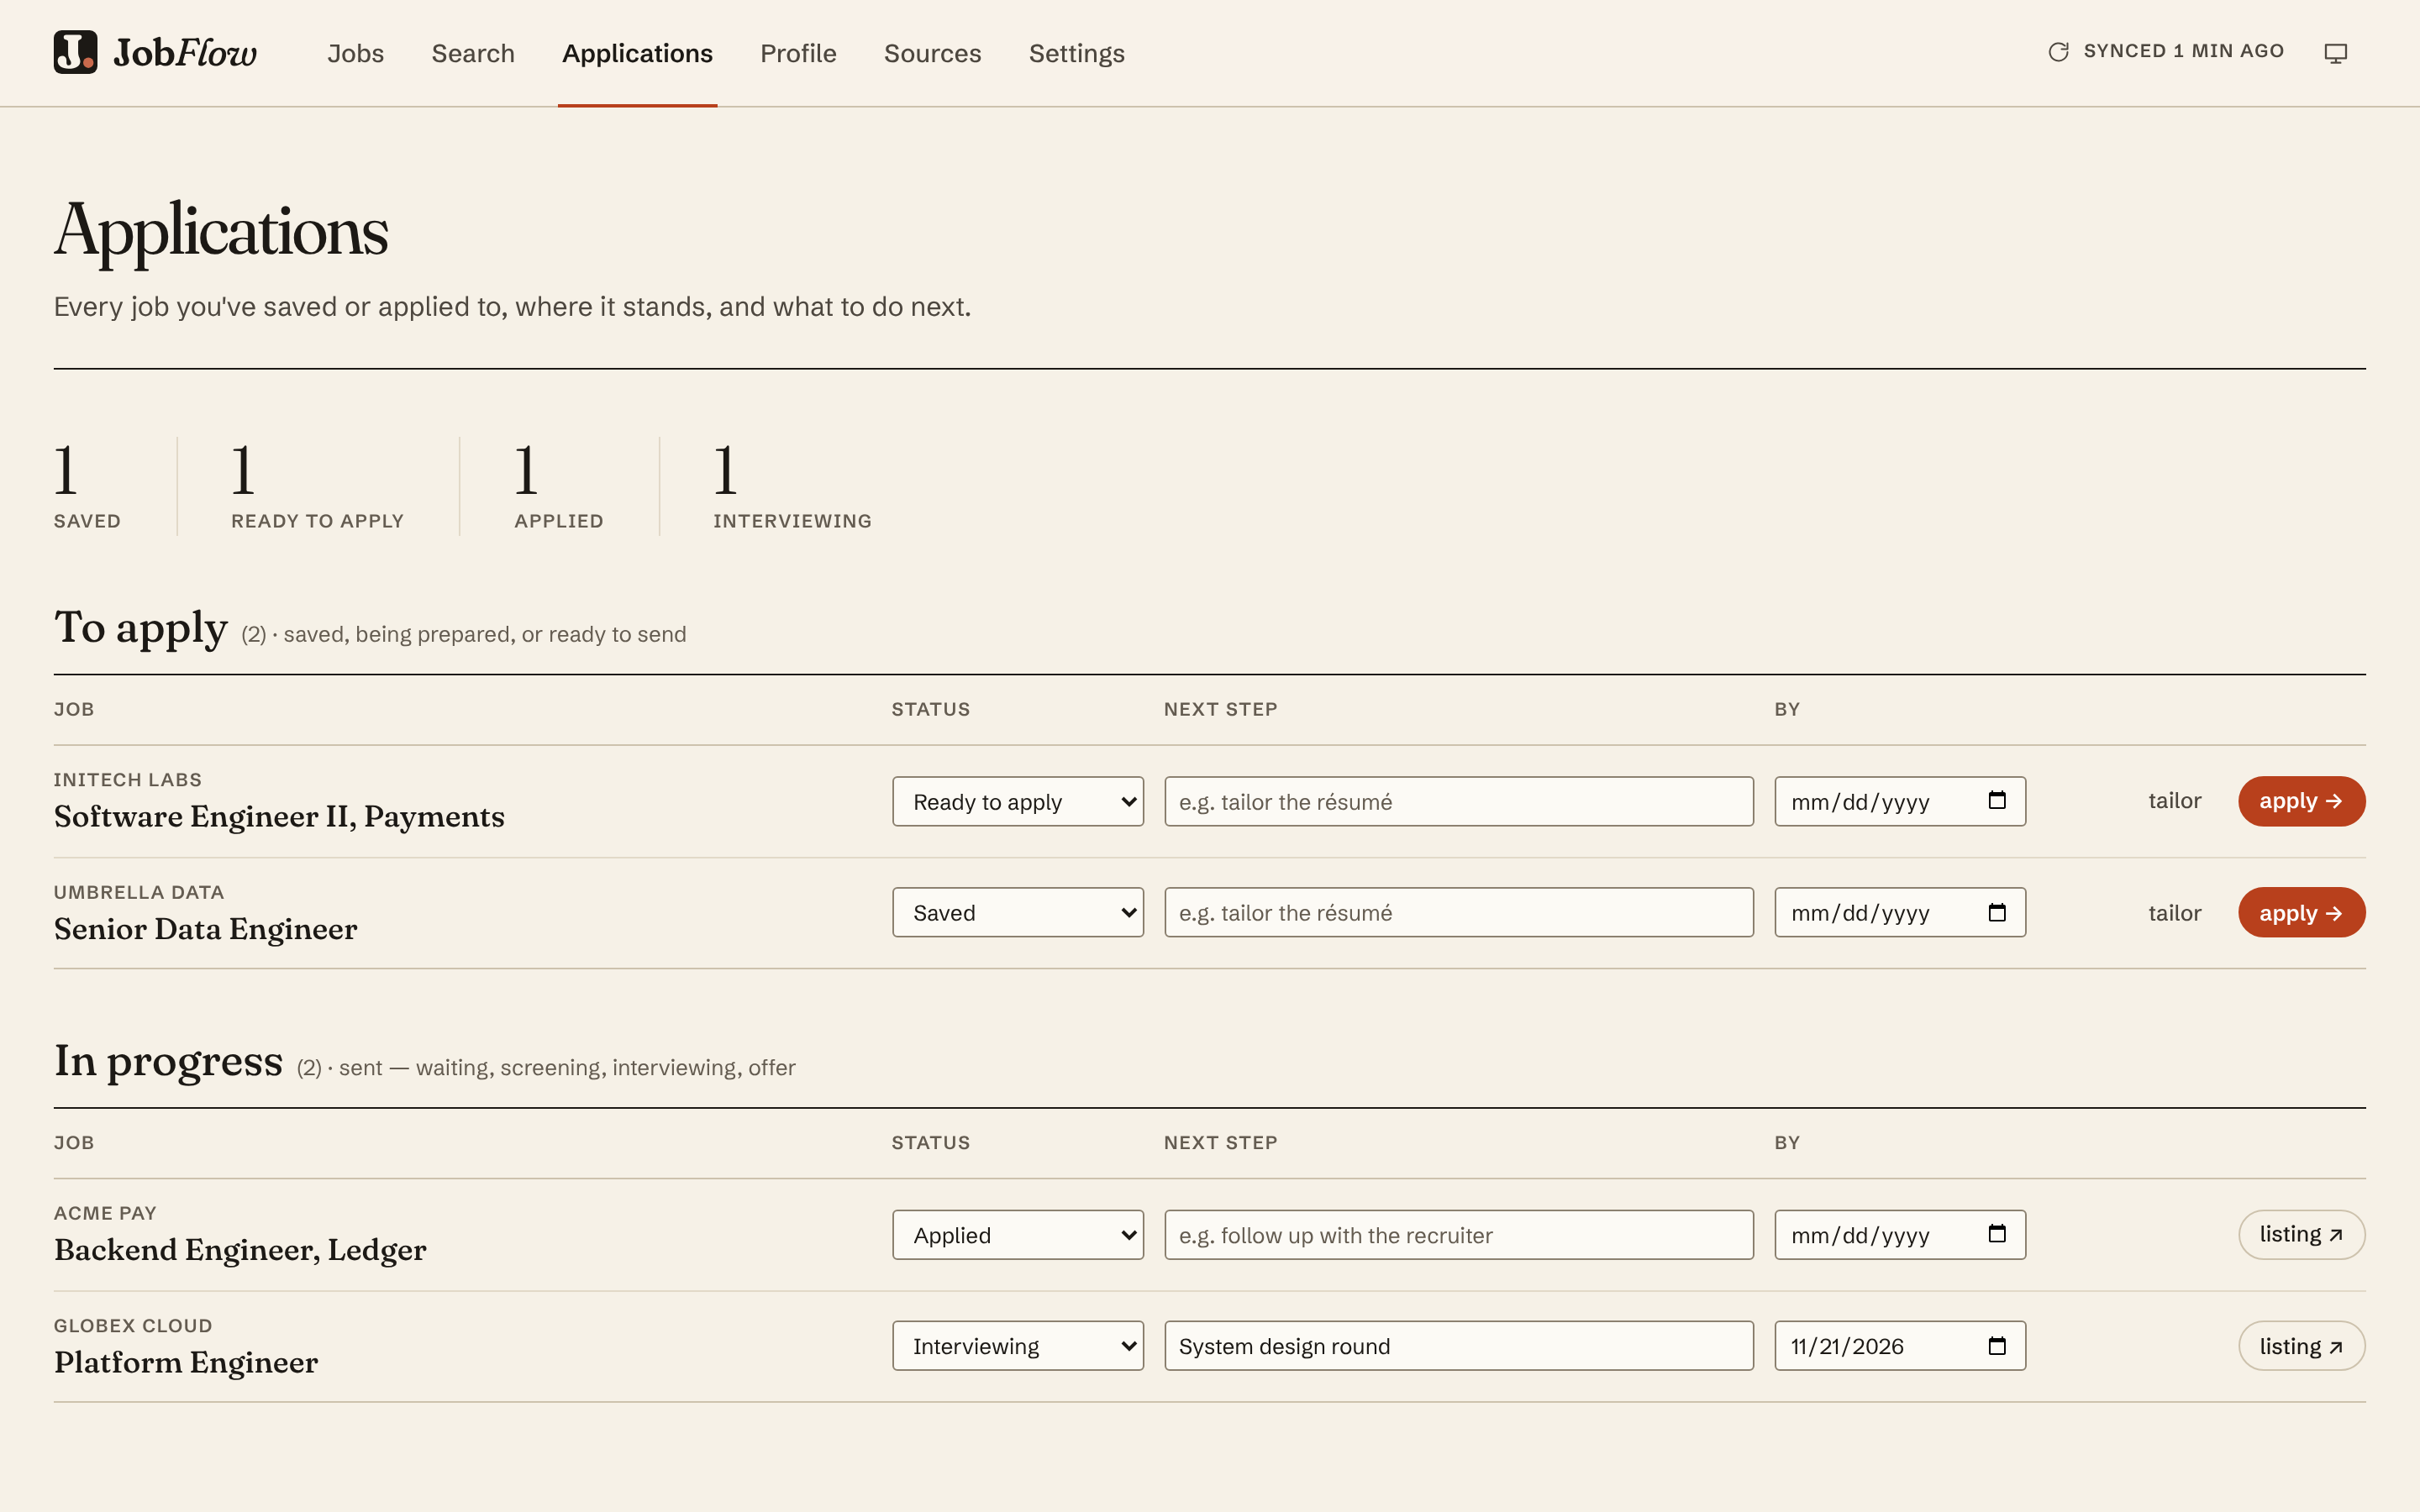 J. JobFlow Jobs Search Applications Profile Sources Settings SYNCED 1 MIN AGO
Applications
Every job you've saved or applied to, where it stands, and what to do next.
1 1 1 1
SAVED READY TO APPLY APPLIED INTERVIEWING
To apply (2) · saved, being prepared, or ready to send
JOB STATUS NEXT STEP BY
INITECH LABS
Software Engineer II, Payments Ready to apply e.g. tailor the résumé mm/dd/yyyy tailor apply →
UMBRELLA DATA
Senior Data Engineer Saved e.g. tailor the résumé mm/dd/yyyy tailor apply →
In progress (2) · sent — waiting, screening, interviewing, offer
JOB STATUS NEXT STEP BY
ACME PAY
Backend Engineer, Ledger Applied e.g. follow up with the recruiter mm/dd/yyyy listing ↗
GLOBEX CLOUD
Platform Engineer Interviewing System design round 11/21/2026 listing ↗